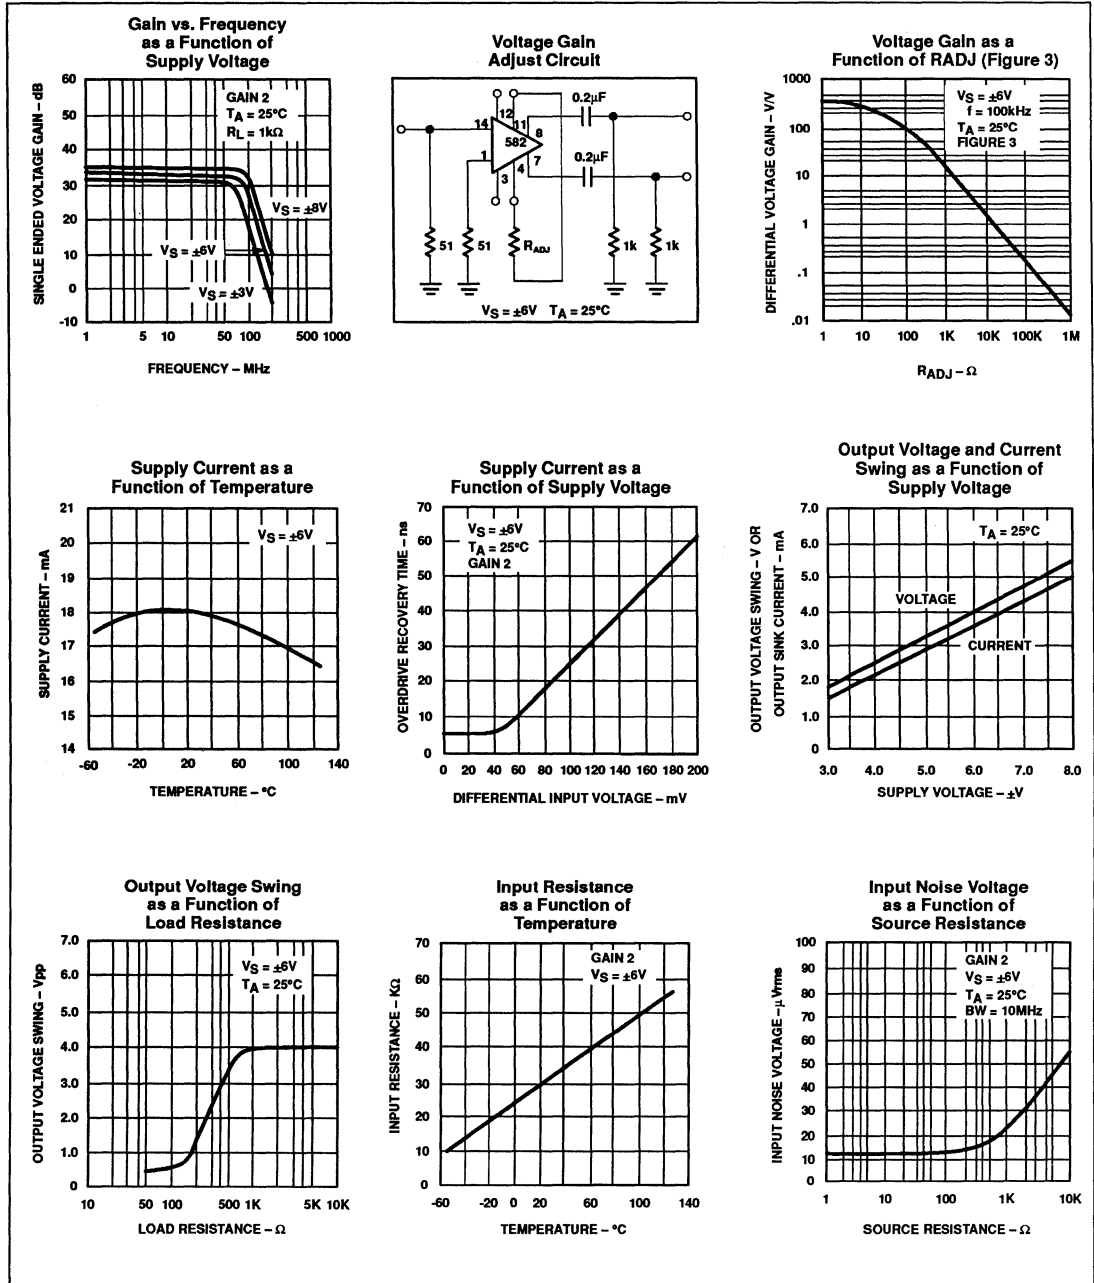 Gain vs. Frequency
as a Function of
Supply Voltage
SINGLE ENDED VOLTAGE GAIN – dB
60
50
40
30
20
10
0
-10
GAIN 2
TA = 25°C
RL = 1kΩ
VS = ±8V
VS = ±6V
VS = ±3V
1 5 10 50 100 500 1000
FREQUENCY – MHz
Voltage Gain
Adjust Circuit
0.2µF
12
14
11
8
582
1
7
4
3
0.2µF
51 51 RADJ 1k 1k
VS = ±6V TA = 25°C
Voltage Gain as a
Function of RADJ (Figure 3)
DIFFERENTIAL VOLTAGE GAIN – V/V
1000
100
10
1
.1
.01
VS = ±6V
f = 100kHz
TA = 25°C
FIGURE 3
1 10 100 1K 10K 100K 1M
RADJ – Ω
Supply Current as a
Function of Temperature
SUPPLY CURRENT – mA
21
20
19
18
17
16
15
14
VS = ±6V
-60 -20 20 60 100 140
TEMPERATURE – °C
Supply Current as a
Function of Supply Voltage
OVERDRIVE RECOVERY TIME – ns
70
60
50
40
30
20
10
0
VS = ±6V
TA = 25°C
GAIN 2
0 20 40 60 80 100 120 140 160 180 200
DIFFERENTIAL INPUT VOLTAGE – mV
Output Voltage and Current
Swing as a Function of
Supply Voltage
OUTPUT VOLTAGE SWING – V OR
OUTPUT SINK CURRENT – mA
7.0
6.0
5.0
4.0
3.0
2.0
1.0
0
TA = 25°C
VOLTAGE
CURRENT
3.0 4.0 5.0 6.0 7.0 8.0
SUPPLY VOLTAGE – ±V
Output Voltage Swing
as a Function of
Load Resistance
OUTPUT VOLTAGE SWING – Vpp
7.0
6.0
5.0
4.0
3.0
2.0
1.0
0
VS = ±6V
TA = 25°C
10 50 100 500 1K 5K 10K
LOAD RESISTANCE – Ω
Input Resistance
as a Function of
Temperature
INPUT RESISTANCE – KΩ
70
60
50
40
30
20
10
0
GAIN 2
VS = ±6V
-60 -20 0 20 60 100 140
TEMPERATURE – °C
Input Noise Voltage
as a Function of
Source Resistance
INPUT NOISE VOLTAGE – µVrms
100
90
80
70
60
50
40
30
20
10
0
GAIN 2
VS = ±6V
TA = 25°C
BW = 10MHz
1 10 100 1K 10K
SOURCE RESISTANCE – Ω